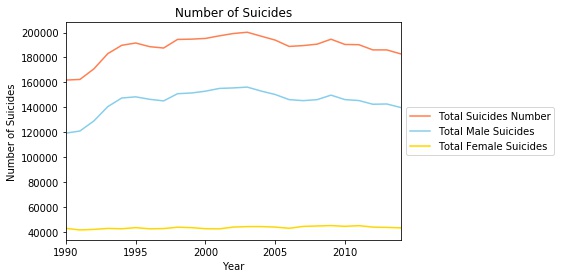 Number of Suicides
Number of Suicides
200000
180000
160000
140000
120000
100000
80000
60000
40000
1990
1995
2000
2005
2010
Year
Total Suicides Number
Total Male Suicides
Total Female Suicides